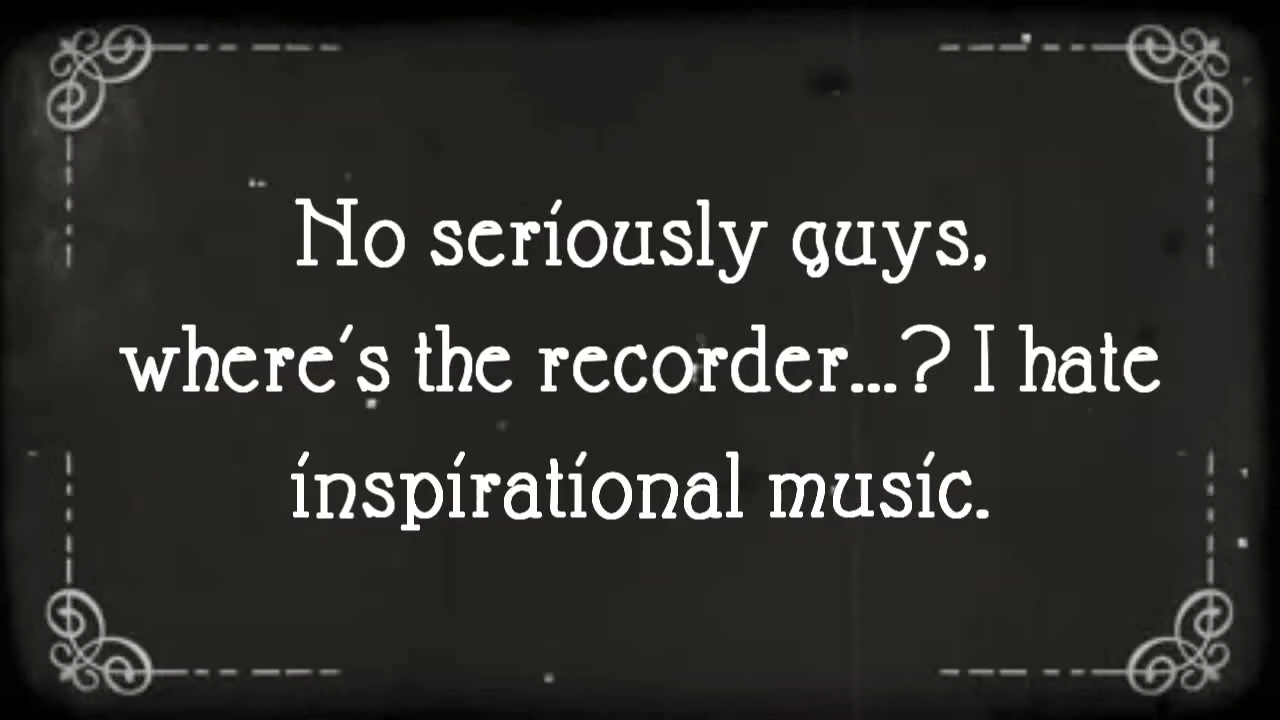 No seriously guys,
where's the recorder...? I hate
inspirational music.